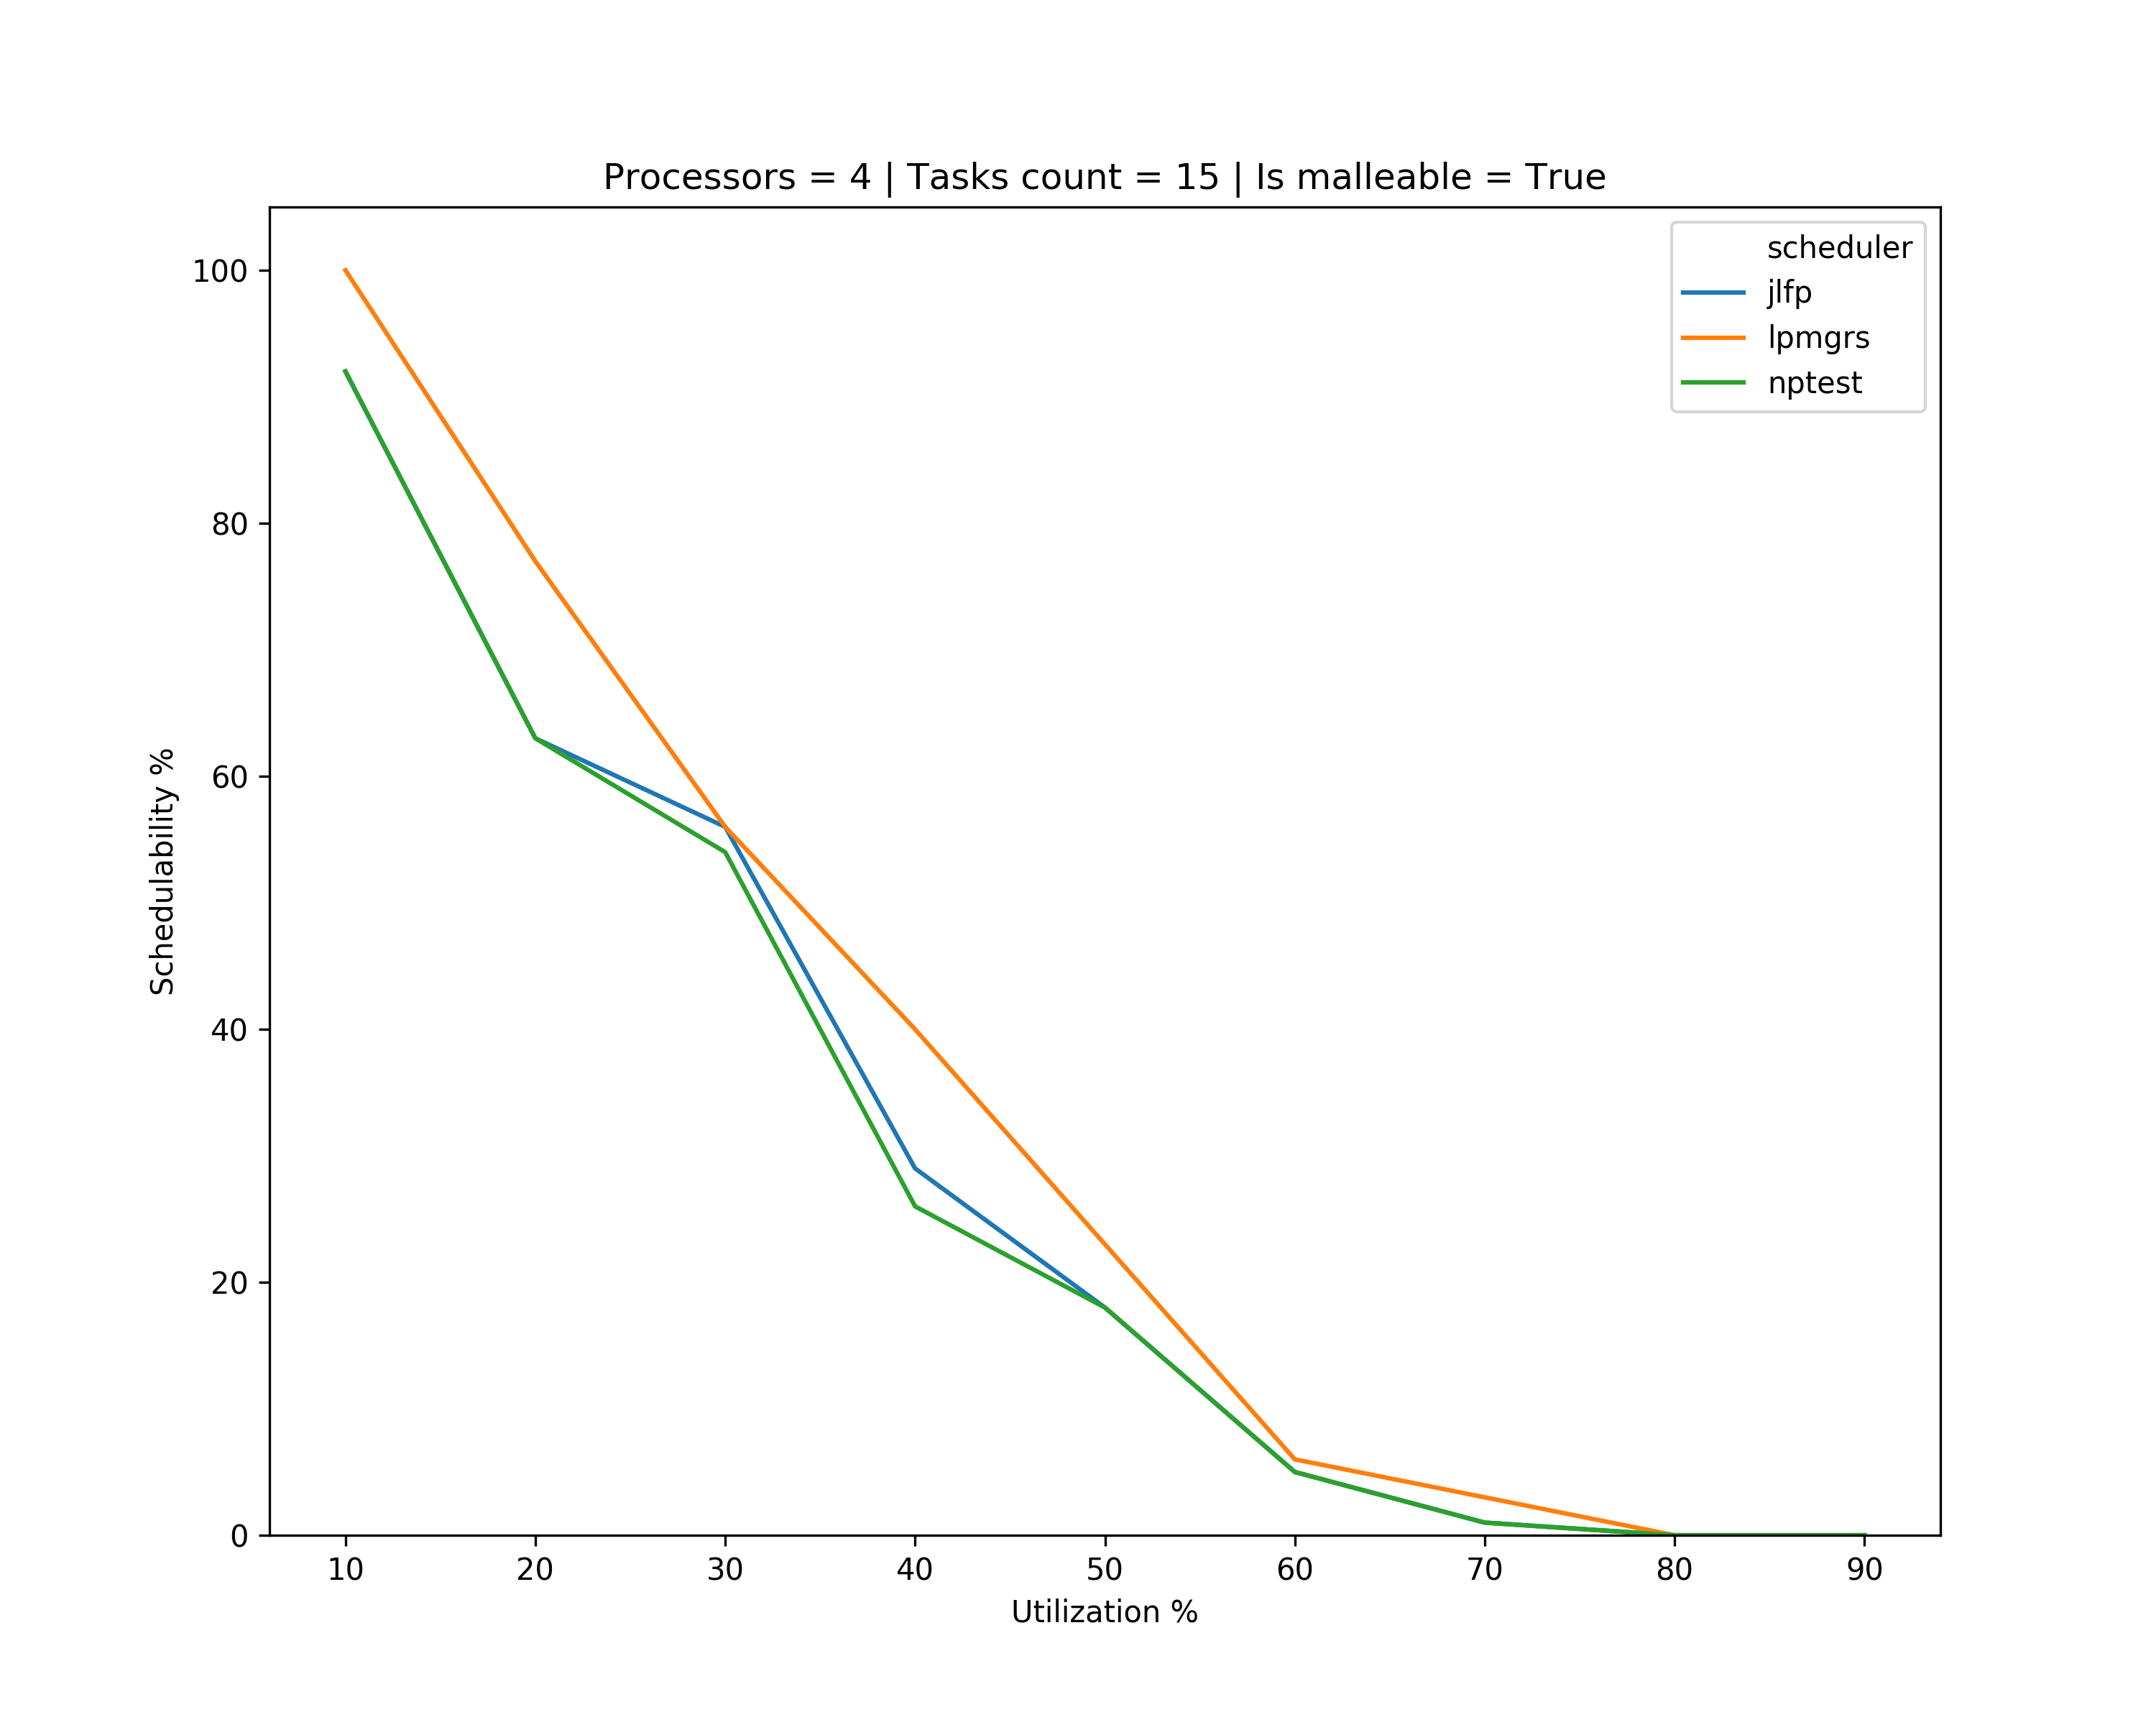 Processors = 4 | Tasks count = 15 | Is malleable = True
scheduler
jlfp
lpmgrs
nptest
Schedulability %
100
80
60
40
20
0
10 20 30 40 50 60 70 80 90
Utilization %